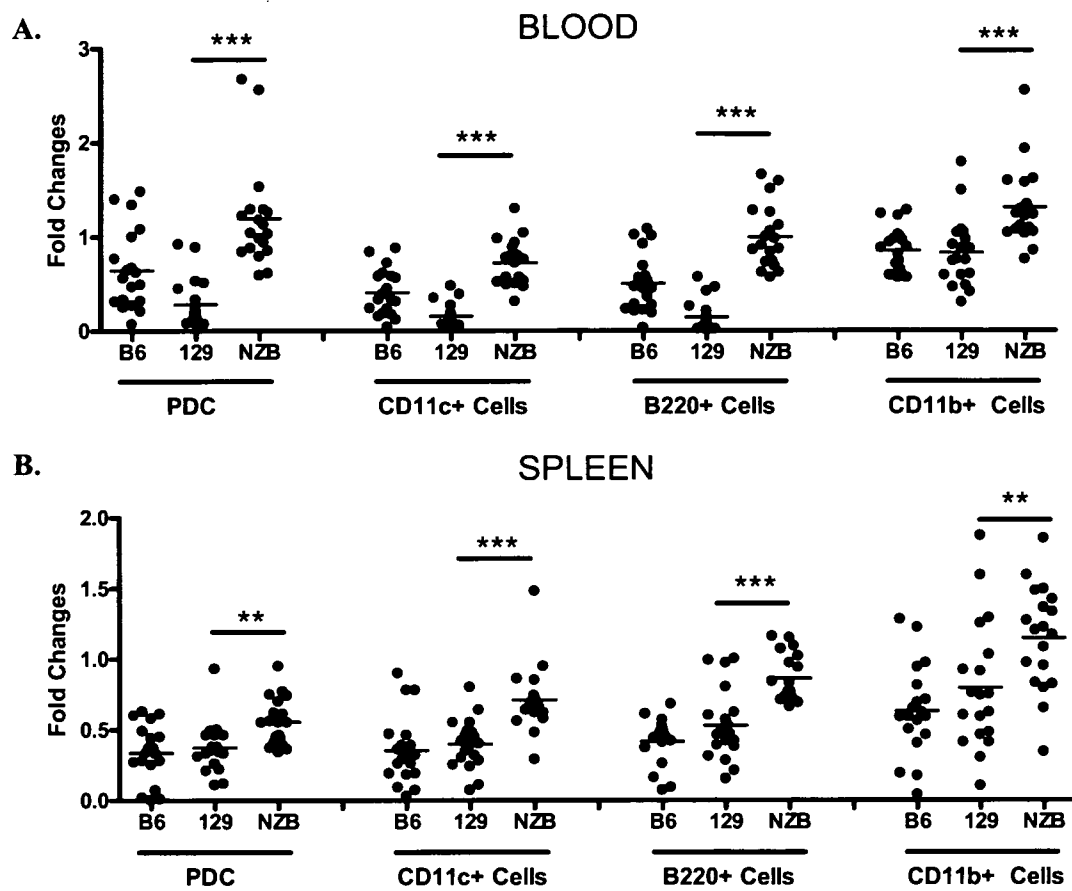 A.
BLOOD
Fold Changes
3
2
1
0
***
***
***
***
B6 129 NZB B6 129 NZB B6 129 NZB B6 129 NZB
PDC CD11c+ Cells B220+ Cells CD11b+ Cells
B.
SPLEEN
Fold Changes
2.0
1.5
1.0
0.5
0.0
**
***
***
**
B6 129 NZB B6 129 NZB B6 129 NZB B6 129 NZB
PDC CD11c+ Cells B220+ Cells CD11b+ Cells